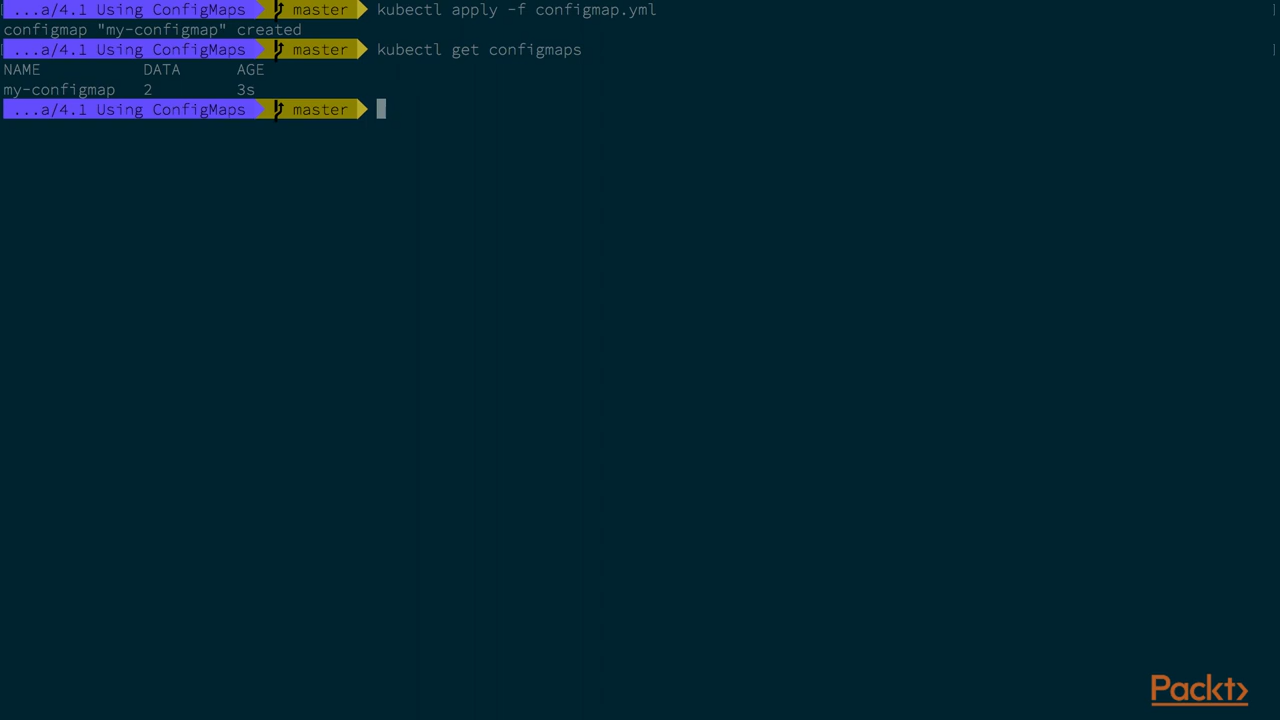 ...a/4.1 Using ConfigMaps master kubectl apply -f configmap.yml
configmap "my-configmap" created
...a/4.1 Using ConfigMaps master kubectl get configmaps
NAME DATA AGE
my-configmap 2 3s
...a/4.1 Using ConfigMaps master
Packt>